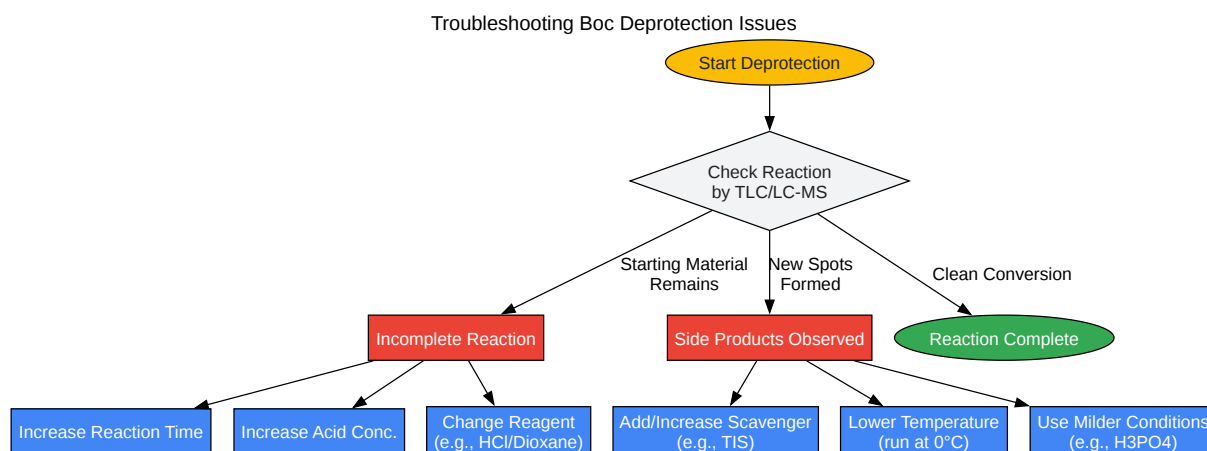 Troubleshooting Boc Deprotection Issues
Start Deprotection
Check Reaction
by TLC/LC-MS
Starting Material
Remains
New Spots
Formed
Clean Conversion
Incomplete Reaction
Side Products Observed
Reaction Complete
Increase Reaction Time
Increase Acid Conc.
Change Reagent
(e.g., HCl/Dioxane)
Add/Increase Scavenger
(e.g., TIS)
Lower Temperature
(run at 0°C)
Use Milder Conditions
(e.g., H3PO4)